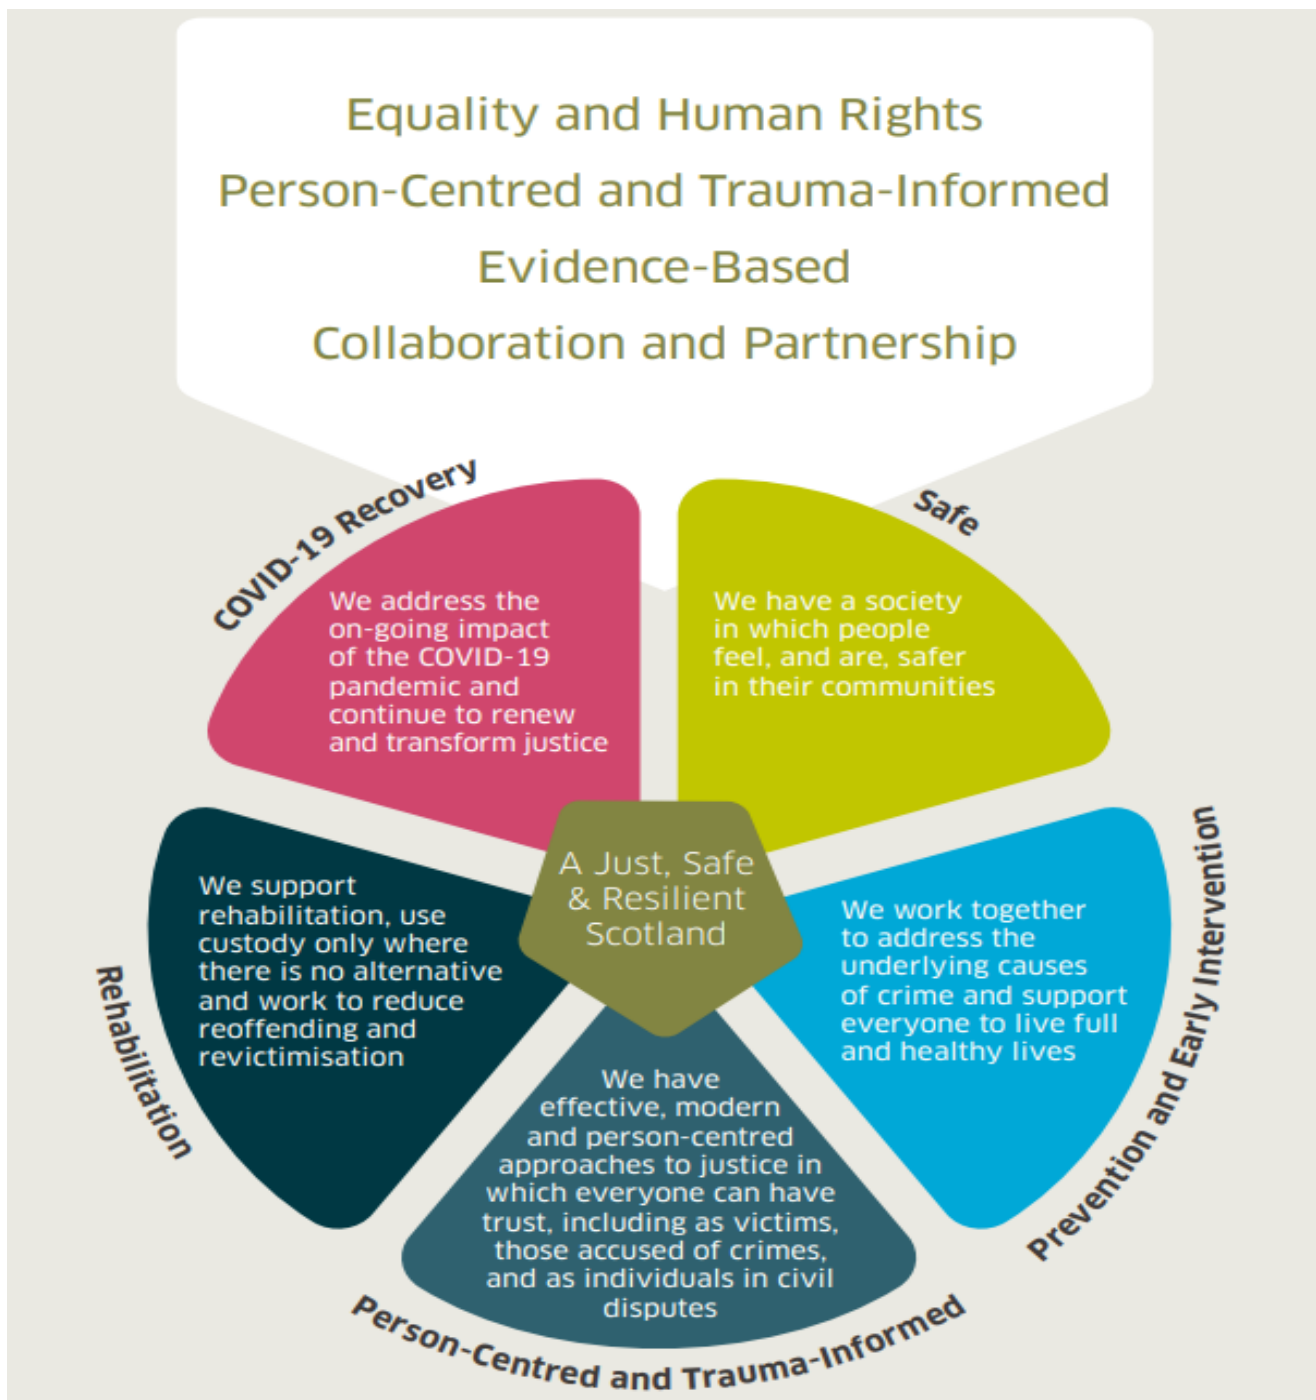 Equality and Human Rights
Person-Centred and Trauma-Informed
Evidence-Based
Collaboration and Partnership
COVID-19 Recovery
We address the
on-going impact
of the COVID-19
pandemic and
continue to renew
and transform justice
Safe
We have a society
in which people
feel, and are, safer
in their communities
A Just, Safe
& Resilient
Scotland
Rehabilitation
We support
rehabilitation, use
custody only where
there is no alternative
and work to reduce
reoffending and
revictimisation
We work together
to address the
underlying causes
of crime and support
everyone to live full
and healthy lives
Prevention and Early Intervention
We have
effective, modern
and person-centred
approaches to justice in
which everyone can have
trust, including as victims,
those accused of crimes,
and as individuals in civil
disputes
Person-Centred and Trauma-Informed